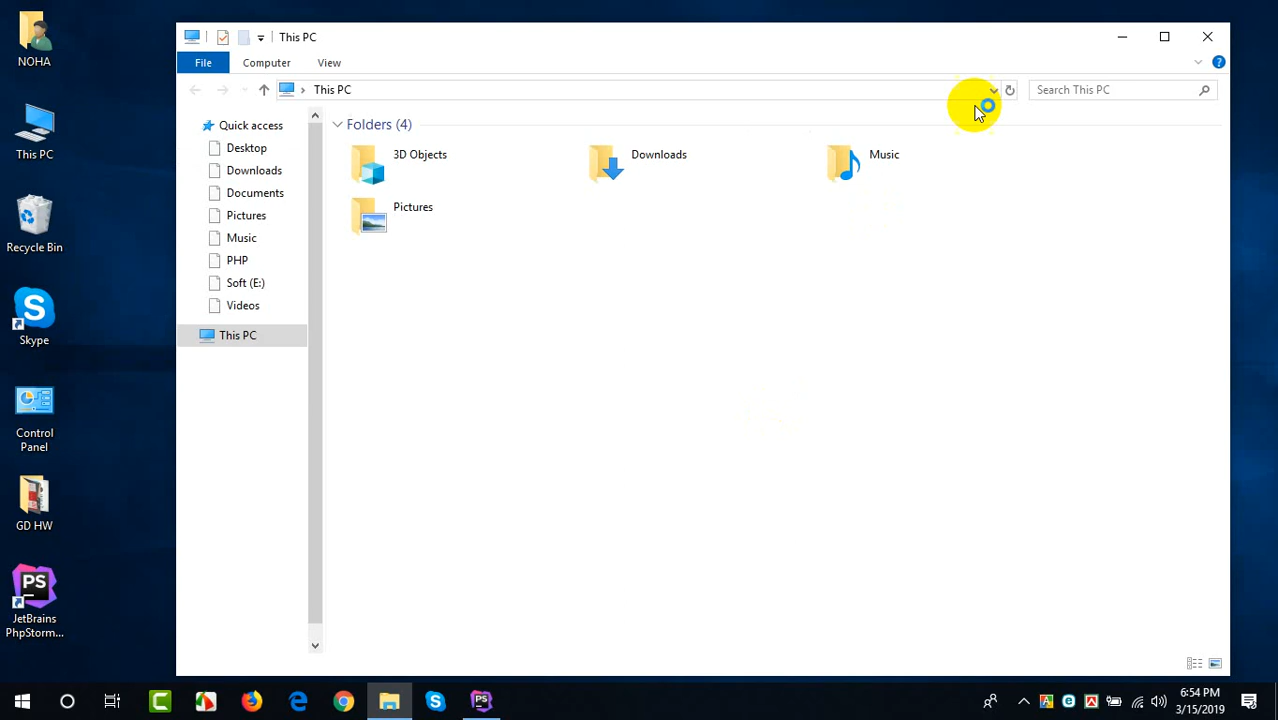 NOHA
This PC
Recycle Bin
Skype
Control
Panel
GD HW
PS
JetBrains
PhpStorm...
This PC
File
Computer
View
This PC
Search This PC
Quick access
Desktop
Downloads
Documents
Pictures
Music
PHP
Soft (E:)
Videos
This PC
Folders (4)
3D Objects
Downloads
Music
Pictures
6:54 PM
3/15/2019